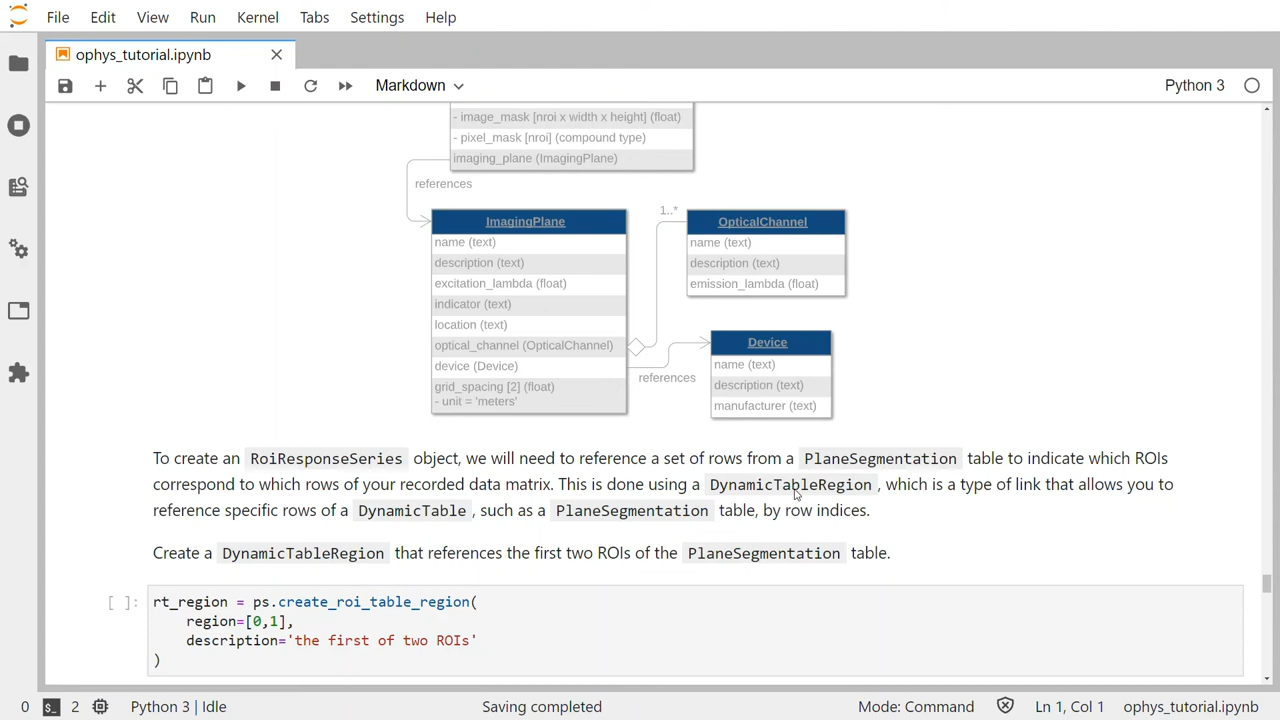 File Edit View Run Kernel Tabs Settings Help
ophys_tutorial.ipynb
Markdown Python 3
- image_mask [nroi x width x height] (float)
- pixel_mask [nroi] (compound type)
imaging_plane (ImagingPlane)
references
ImagingPlane
name (text)
description (text)
excitation_lambda (float)
indicator (text)
location (text)
optical_channel (OpticalChannel)
device (Device)
grid_spacing [2] (float)
- unit = 'meters'
1..*
OpticalChannel
name (text)
description (text)
emission_lambda (float)
references
Device
name (text)
description (text)
manufacturer (text)
To create an RoiResponseSeries object, we will need to reference a set of rows from a PlaneSegmentation table to indicate which ROIs
correspond to which rows of your recorded data matrix. This is done using a DynamicTableRegion , which is a type of link that allows you to
reference specific rows of a DynamicTable , such as a PlaneSegmentation table, by row indices.
Create a DynamicTableRegion that references the first two ROIs of the PlaneSegmentation table.
[ ]: rt_region = ps.create_roi_table_region(
region=[0,1],
description='the first of two ROIs'
)
0 $_ 2 Python 3 | Idle Saving completed Mode: Command Ln 1, Col 1 ophys_tutorial.ipynb